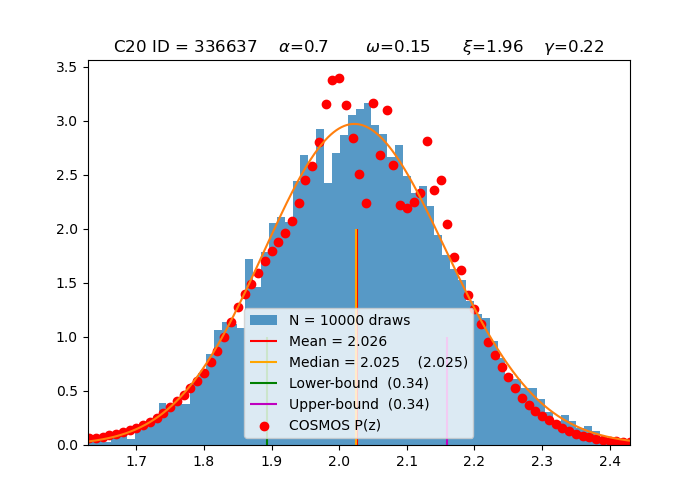 C20 ID = 336637 α=0.7 ω=0.15 ξ=1.96 γ=0.22
3.5
3.0
2.5
2.0
1.5
1.0
0.5
0.0
N = 10000 draws
Mean = 2.026
Median = 2.025 (2.025)
Lower-bound (0.34)
Upper-bound (0.34)
COSMOS P(z)
1.7 1.8 1.9 2.0 2.1 2.2 2.3 2.4